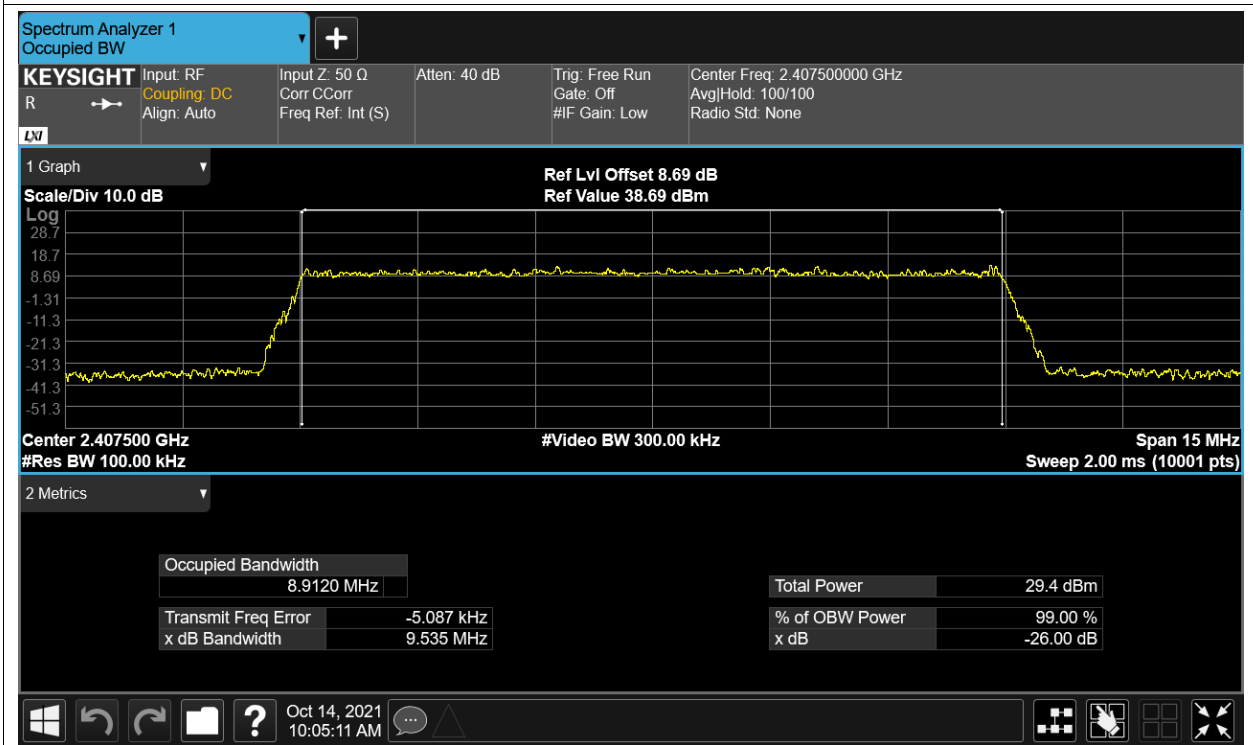 Spectrum Analyzer 1
Occupied BW
KEYSIGHT Input: RF Input Z: 50 Ω Atten: 40 dB Trig: Free Run Center Freq: 2.407500000 GHz
R Coupling: DC Corr CCorr Gate: Off Avg|Hold: 100/100
Align: Auto Freq Ref: Int (S) #IF Gain: Low Radio Std: None
LXI
1 Graph
Ref Lvl Offset 8.69 dB
Scale/Div 10.0 dB Ref Value 38.69 dBm
Log
28.7
18.7
8.69
-1.31
-11.3
-21.3
-31.3
-41.3
-51.3
Center 2.407500 GHz #Video BW 300.00 kHz Span 15 MHz
#Res BW 100.00 kHz Sweep 2.00 ms (10001 pts)
2 Metrics
Occupied Bandwidth
8.9120 MHz Total Power 29.4 dBm
Transmit Freq Error -5.087 kHz % of OBW Power 99.00 %
x dB Bandwidth 9.535 MHz x dB -26.00 dB
? Oct 14, 2021
10:05:11 AM